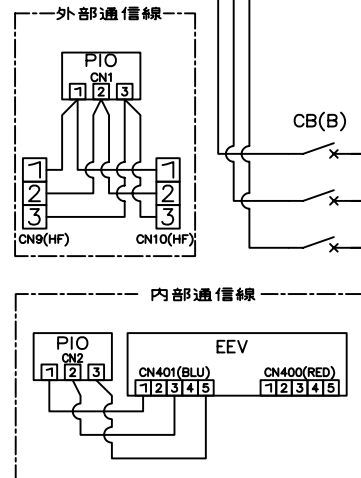 外部通信線
PIO
CN1
1 2 3
1
2
3
CN9(HF)
1
2
3
CN10(HF)
CB(B)
内部通信線
PIO
CN2
1 2 3
EEV
CN401(BLU)
1 2 3 4 5
CN400(RED)
1 2 3 4 5